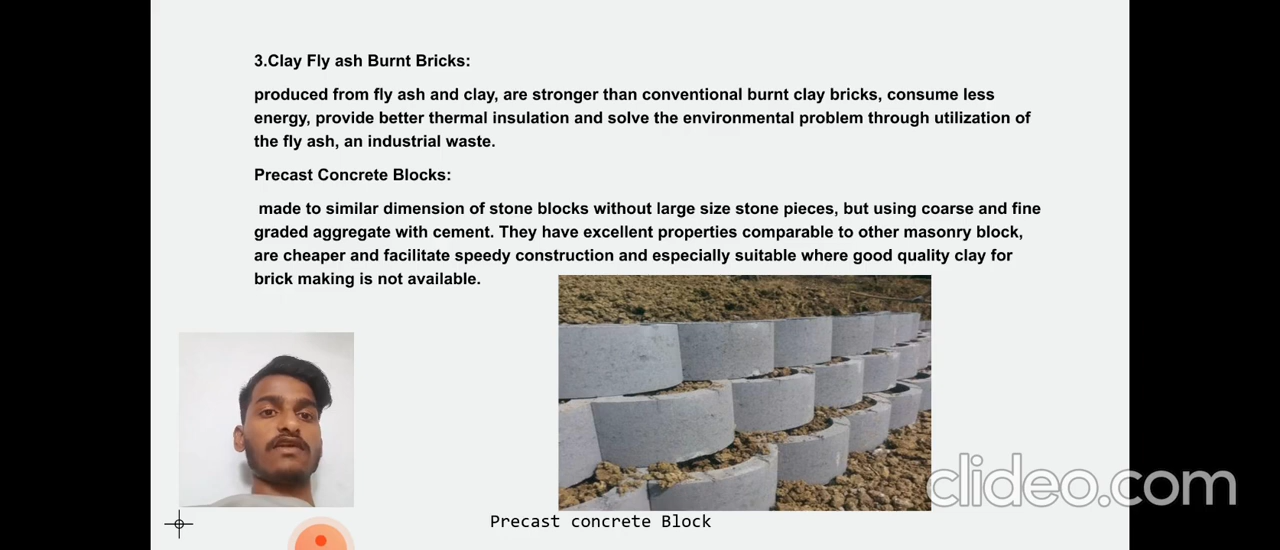 3.Clay Fly ash Burnt Bricks:
produced from fly ash and clay, are stronger than conventional burnt clay bricks, consume less
energy, provide better thermal insulation and solve the environmental problem through utilization of
the fly ash, an industrial waste.
Precast Concrete Blocks:
made to similar dimension of stone blocks without large size stone pieces, but using coarse and fine
graded aggregate with cement. They have excellent properties comparable to other masonry block,
are cheaper and facilitate speedy construction and especially suitable where good quality clay for
brick making is not available.
clideo.com
Precast concrete Block